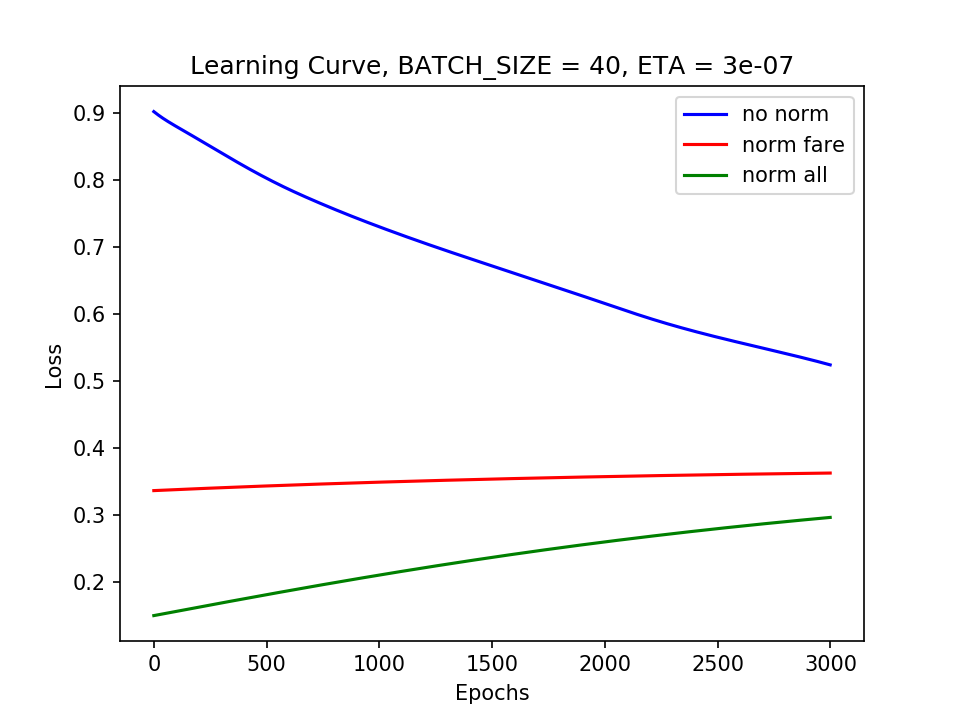 Learning Curve, BATCH_SIZE = 40, ETA = 3e-07
no norm
norm fare
norm all
0.9
0.8
0.7
0.6
0.5
0.4
0.3
0.2
Loss
0 500 1000 1500 2000 2500 3000
Epochs